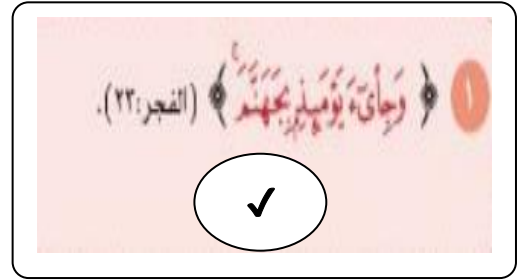 ١ ﴿ وَجِاْىٓءَ يَوْمَئِذٍۭ بِجَهَنَّمَ ۚ ﴾ (الفجر:٢٣).
✓